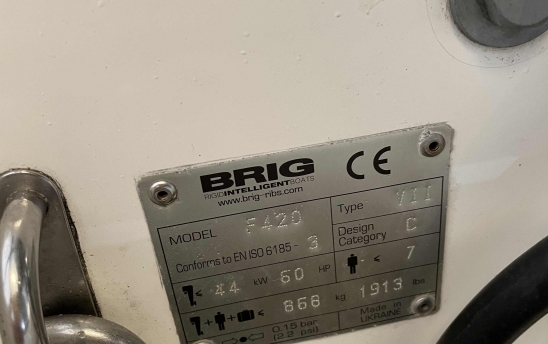 BRIG CE
RIGID INTELLIGENT BOATS
www.brig-ribs.com
MODEL F420 Type VII
Conforms to EN ISO 6185- 3 Design Category C
≤ 44 kW 60 HP ≤ 7
+ + ≤ 868 kg 1913 lbs
0.15 bar (2.2 psi) Made in UKRAINE